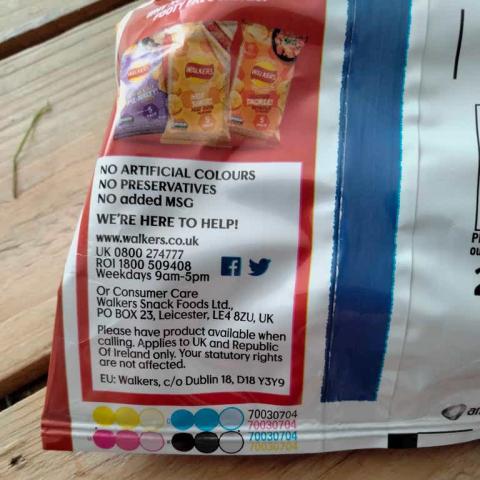 WALKERS
WALKERS
WALKERS
NO ARTIFICIAL COLOURS
NO PRESERVATIVES
NO added MSG
WE'RE HERE TO HELP!
www.walkers.co.uk
UK 0800 274777
ROI 1800 509408
Weekdays 9am-5pm
Or Consumer Care
Walkers Snack Foods Ltd.,
PO BOX 23, Leicester, LE4 8ZU, UK
Please have product available when
calling. Applies to UK and Republic
Of Ireland only. Your statutory rights
are not affected.
EU: Walkers, c/o Dublin 18, D18 Y3Y9
70030704
70030704
70030704
70030704